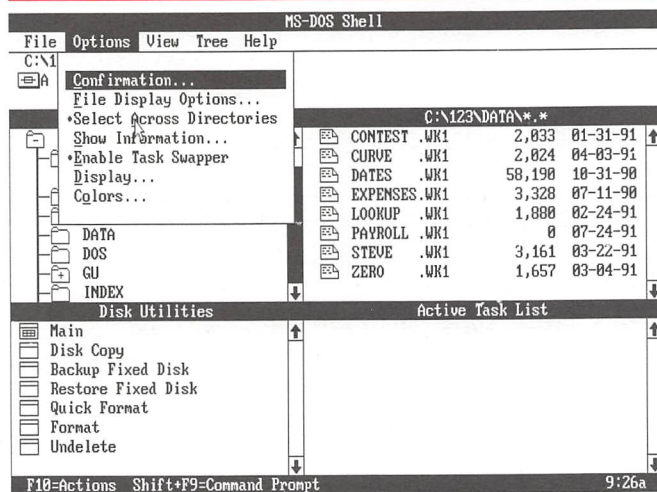 MS-DOS Shell
File Options View Tree Help
C:\1
A
Confirmation...
File Display Options...
Select Across Directories
Show Information...
Enable Task Swapper
Display...
Colors...
C:\123\DATA\*.*
CONTEST .WK1 2,033 01-31-91
CURVE .WK1 2,024 04-03-91
DATES .WK1 58,190 10-31-90
EXPENSES.WK1 3,328 07-11-90
LOOKUP .WK1 1,880 02-24-91
PAYROLL .WK1 0 07-24-91
STEVE .WK1 3,161 03-22-91
ZERO .WK1 1,657 03-04-91
DATA
DOS
GU
INDEX
Disk Utilities
Main
Disk Copy
Backup Fixed Disk
Restore Fixed Disk
Quick Format
Format
Undelete
Active Task List
F10=Actions Shift+F9=Command Prompt 9:26a